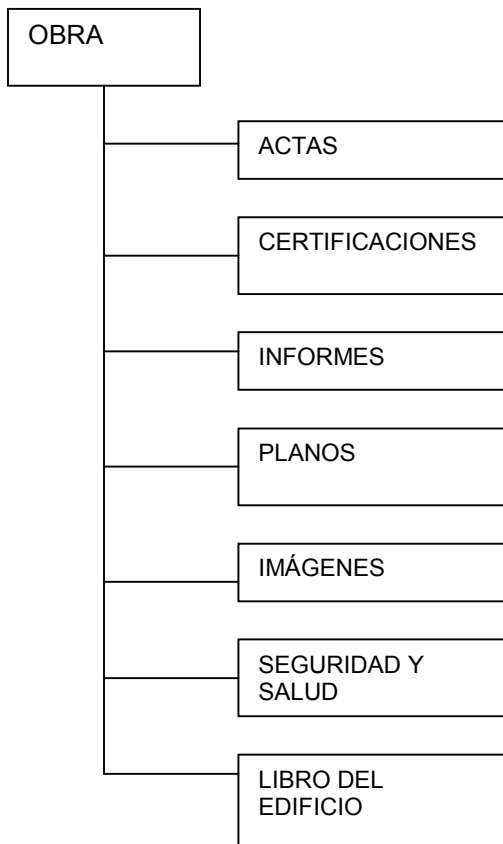 OBRA
ACTAS
CERTIFICACIONES
INFORMES
PLANOS
IMÁGENES
SEGURIDAD Y
SALUD
LIBRO DEL
EDIFICIO